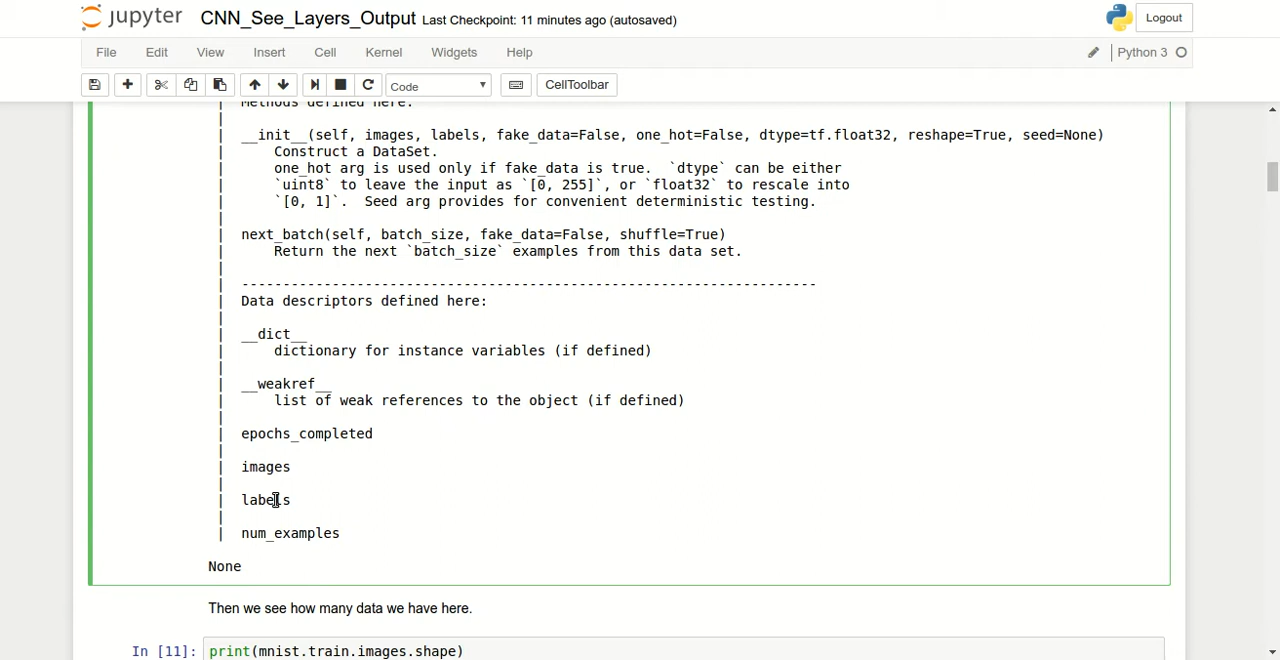 jupyter CNN_See_Layers_Output Last Checkpoint: 11 minutes ago (autosaved) Logout
File Edit View Insert Cell Kernel Widgets Help Python 3
Code CellToolbar
Methods defined here:
__init__(self, images, labels, fake_data=False, one_hot=False, dtype=tf.float32, reshape=True, seed=None)
Construct a DataSet.
one_hot arg is used only if fake_data is true. `dtype` can be either
`uint8` to leave the input as `[0, 255]`, or `float32` to rescale into
`[0, 1]`. Seed arg provides for convenient deterministic testing.
next_batch(self, batch_size, fake_data=False, shuffle=True)
Return the next `batch_size` examples from this data set.
----------------------------------------------------------------------
Data descriptors defined here:
__dict__
dictionary for instance variables (if defined)
__weakref__
list of weak references to the object (if defined)
epochs_completed
images
labels
num_examples
None
Then we see how many data we have here.
In [11]: print(mnist.train.images.shape)